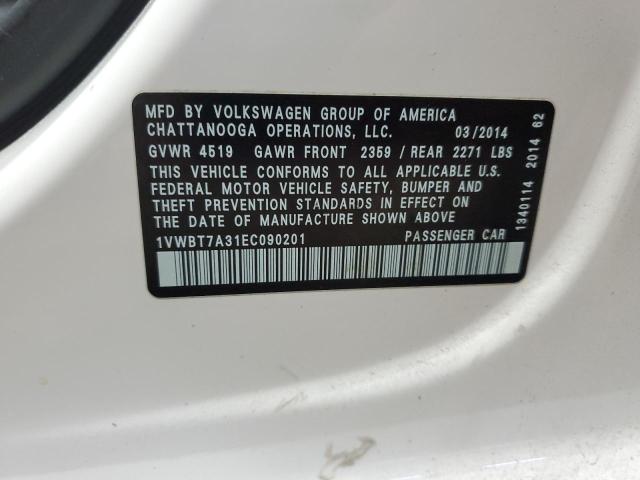 MFD BY VOLKSWAGEN GROUP OF AMERICA
CHATTANOOGA OPERATIONS, LLC. 03/2014
GVWR 4519 GAWR FRONT 2359 / REAR 2271 LBS
THIS VEHICLE CONFORMS TO ALL APPLICABLE U.S.
FEDERAL MOTOR VEHICLE SAFETY, BUMPER AND
THEFT PREVENTION STANDARDS IN EFFECT ON
THE DATE OF MANUFACTURE SHOWN ABOVE
1VWBT7A31EC090201 PASSENGER CAR
1340114 2014 62